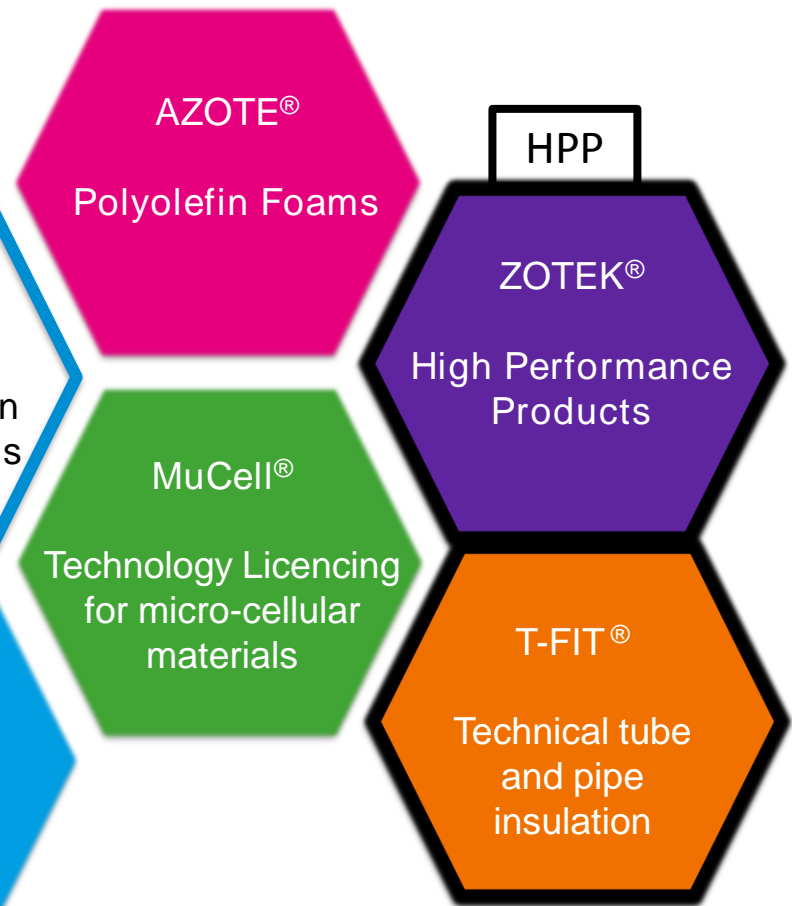 AZOTE®
Polyolefin Foams
HPP
ZOTEK®
High Performance
Products
n
s
MuCell®
Technology Licencing
for micro-cellular
materials
T-FIT®
Technical tube
and pipe
insulation